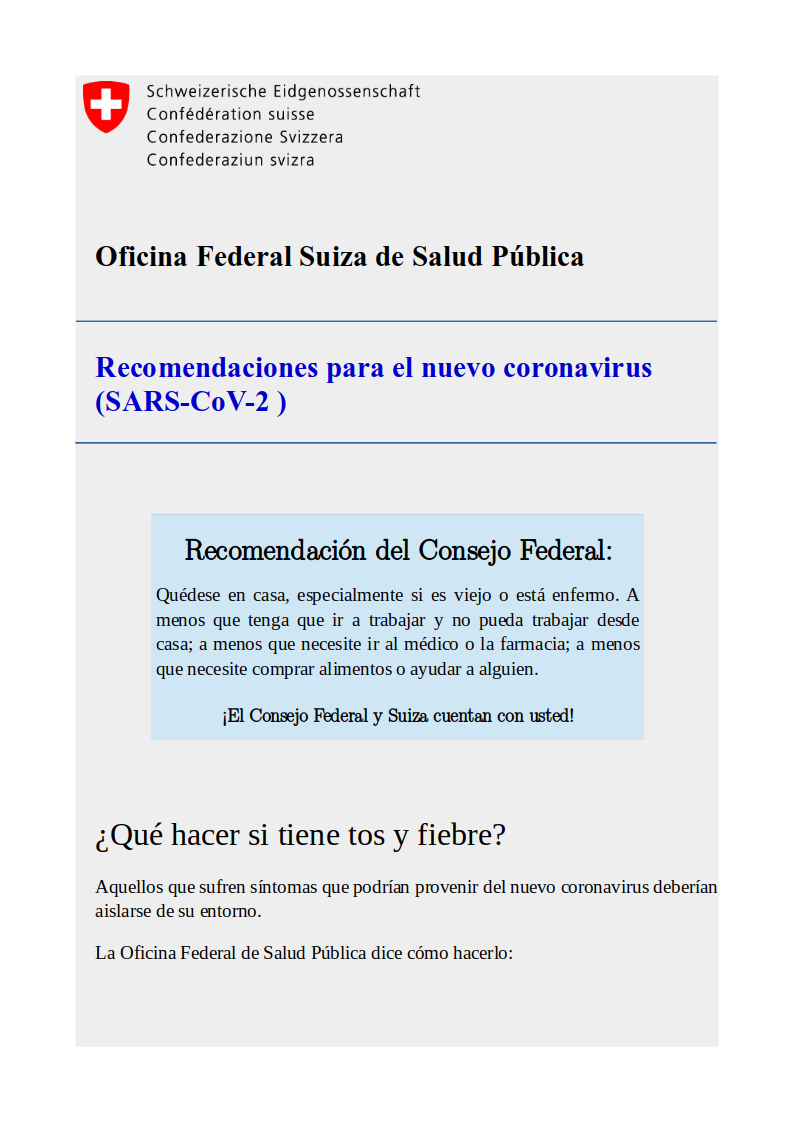 Schweizerische Eidgenossenschaft
Confédération suisse
Confederazione Svizzera
Confederaziun svizra
Oficina Federal Suiza de Salud Pública
Recomendaciones para el nuevo coronavirus
(SARS-CoV-2 )
Recomendación del Consejo Federal:
Quédese en casa, especialmente si es viejo o está enfermo. A
menos que tenga que ir a trabajar y no pueda trabajar desde
casa; a menos que necesite ir al médico o la farmacia; a menos
que necesite comprar alimentos o ayudar a alguien.
¡El Consejo Federal y Suiza cuentan con usted!
¿Qué hacer si tiene tos y fiebre?
Aquellos que sufren síntomas que podrían provenir del nuevo coronavirus deberían
aislarse de su entorno.
La Oficina Federal de Salud Pública dice cómo hacerlo: